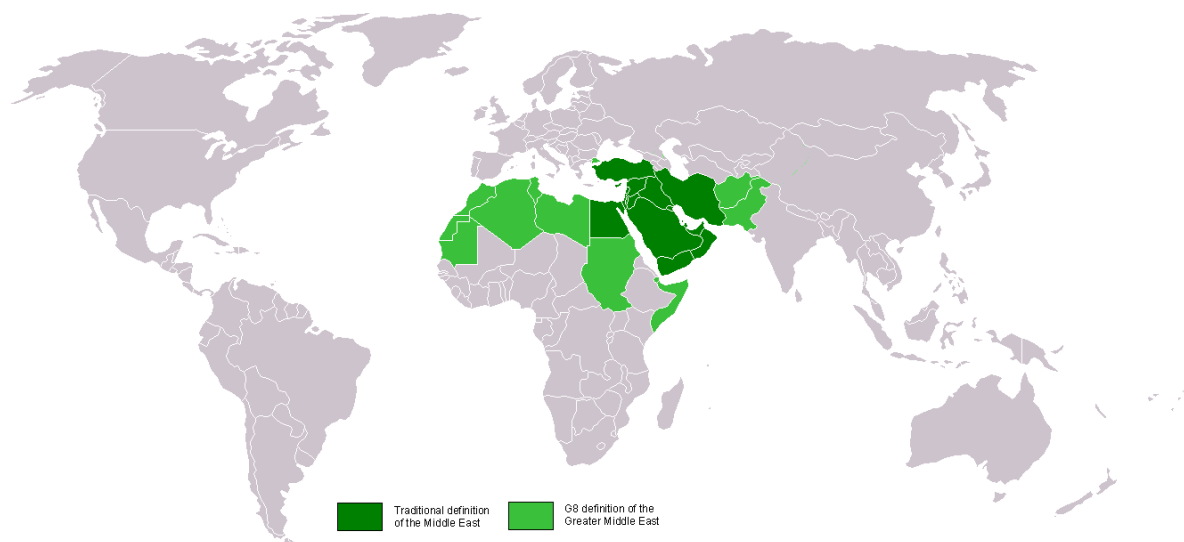 Traditional definition
of the Middle East
G8 definition of the
Greater Middle East